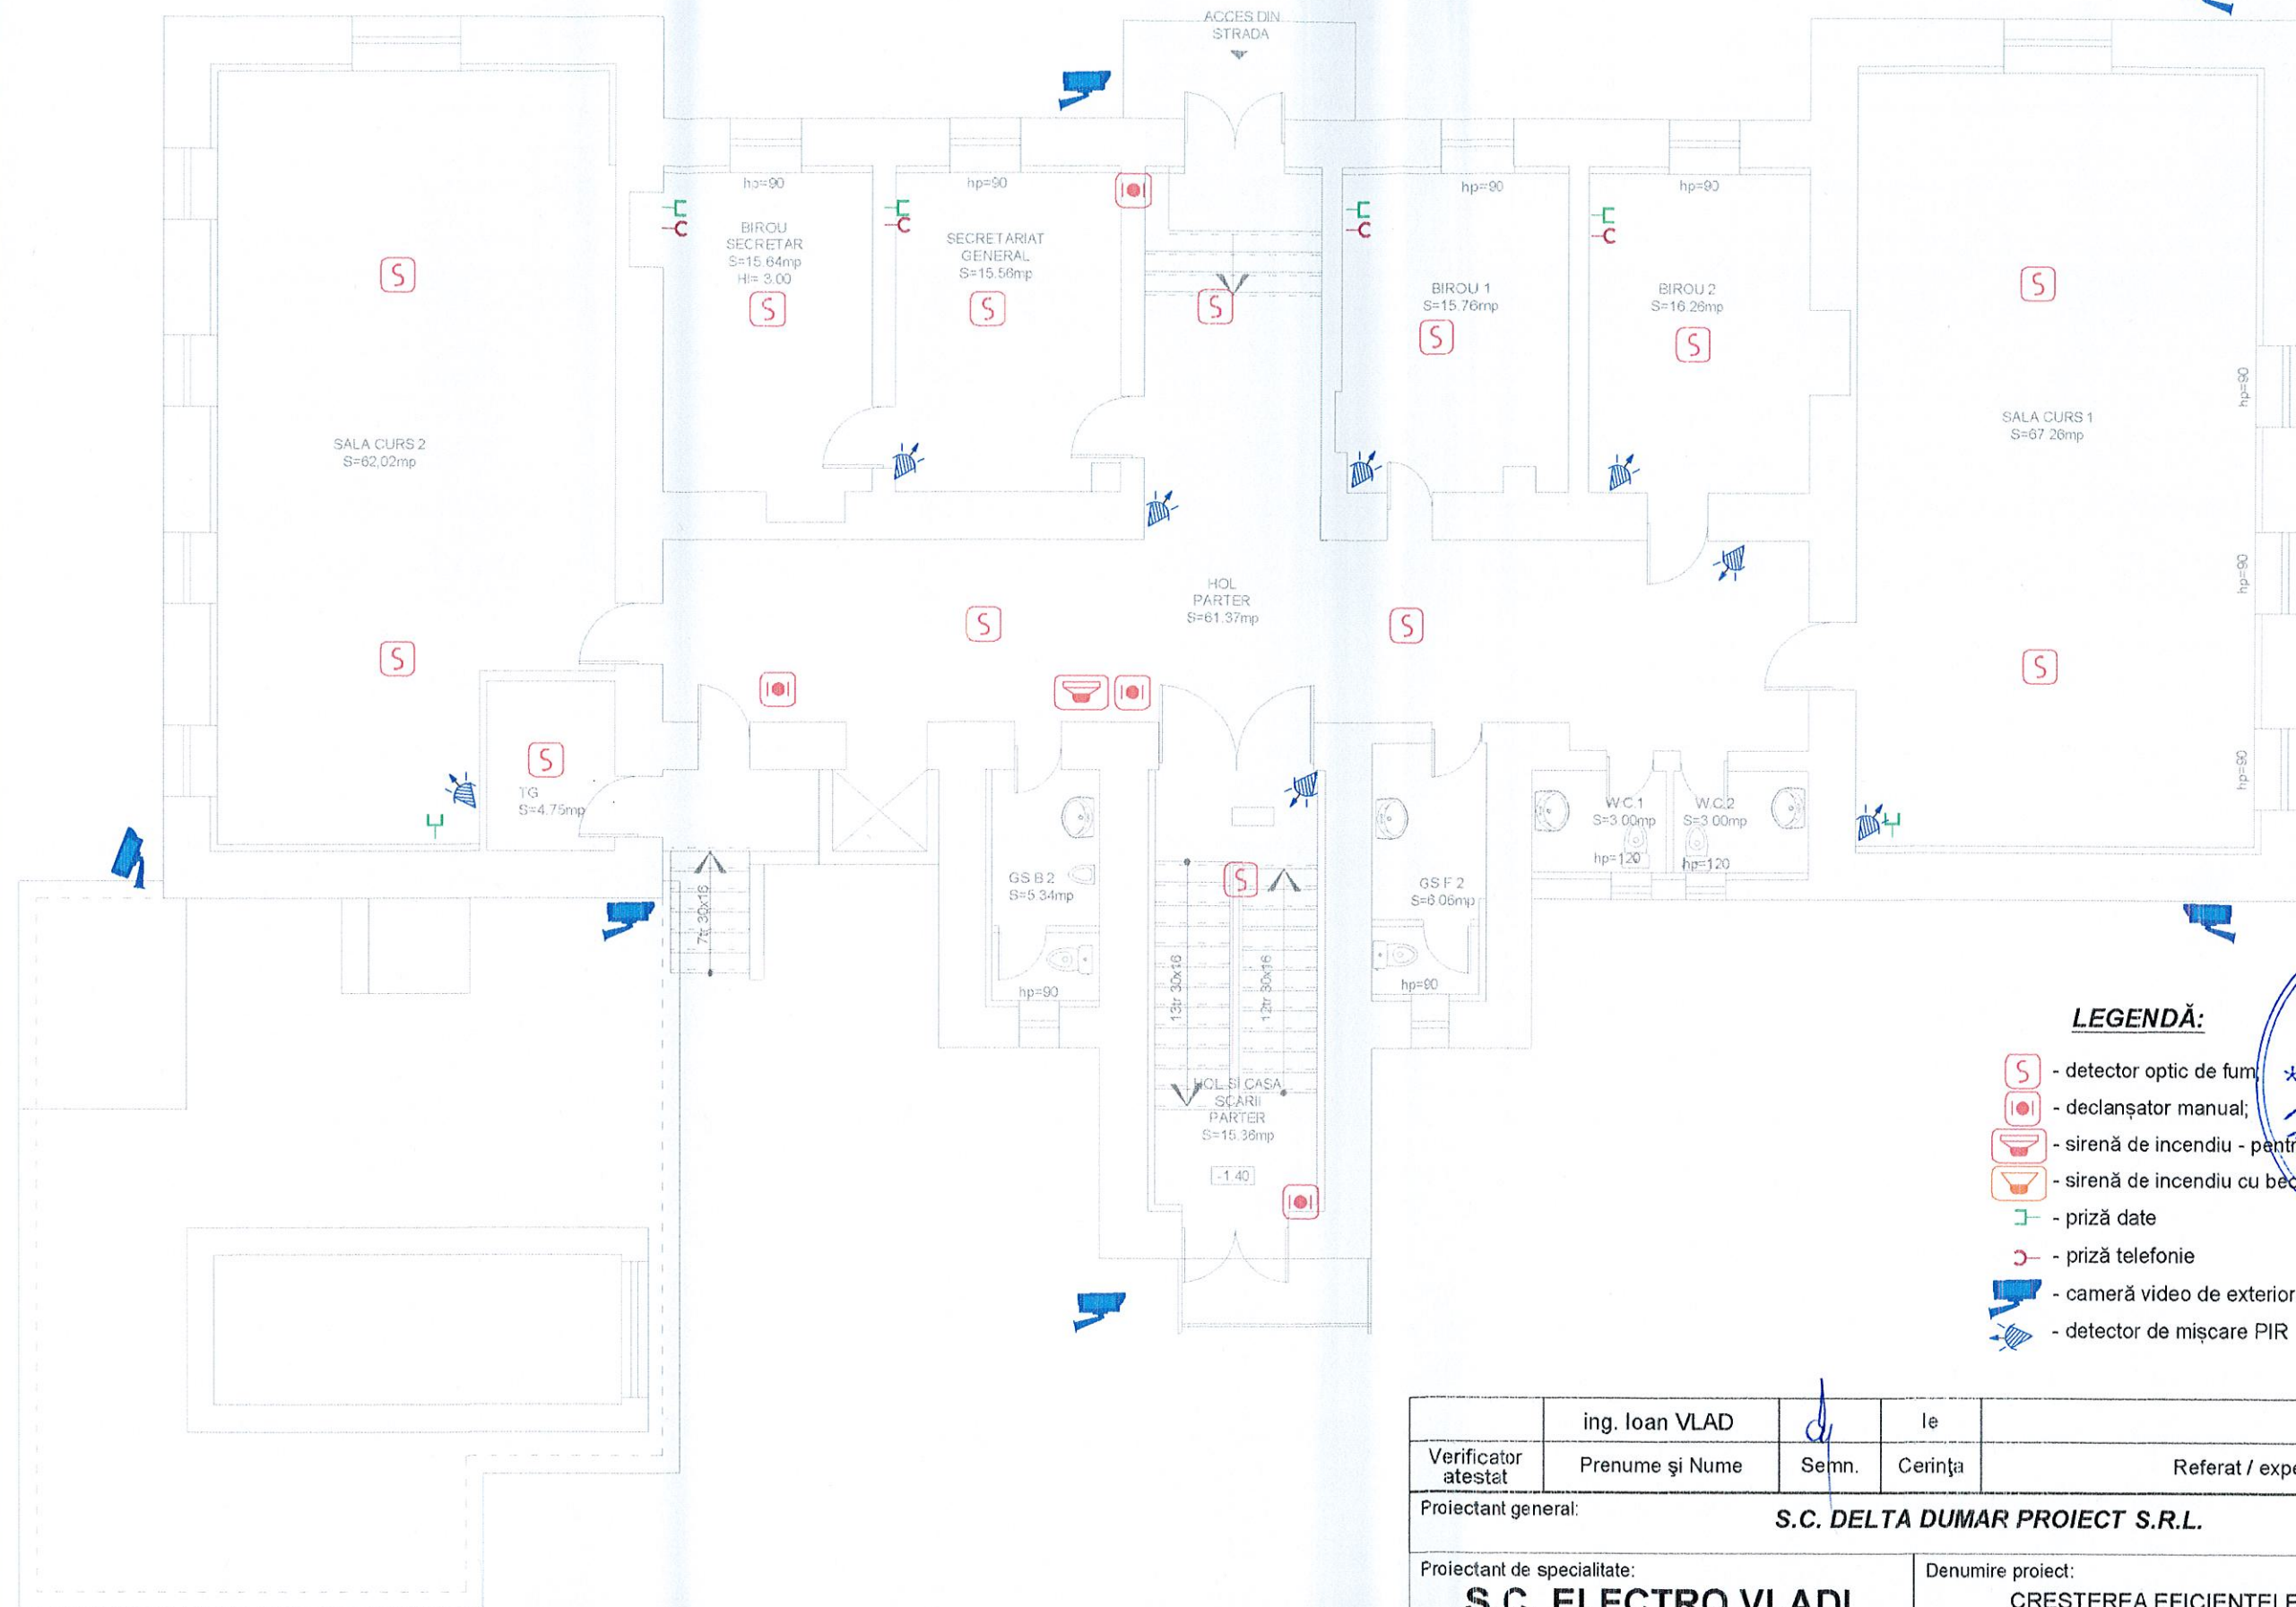 ACCES DIN
STRADA
hp=90
hp=90
hp=90
hp=90
BIROU
SECRETAR
S=15.64mp
Hl= 3.00
SECRETARIAT
GENERAL
S=15.56mp
BIROU 1
S=15.76mp
BIROU 2
S=16.26mp
SALA CURS 2
S=62,02mp
SALA CURS 1
S=67.26mp
hp=90
hp=90
hp=90
HOL
PARTER
S=61.37mp
TG
S=4.75mp
7tr 30x16
GS B 2
S=5.34mp
hp=90
13tr 30x16
12tr 30x16
GS F 2
S=6.06mp
hp=90
W.C.1
S=3.00mp
hp=120
W.C.2
S=3.00mp
hp=120
HOL SI CASA
SCARII
PARTER
S=15.36mp
-1.40
LEGENDĂ:
S - detector optic de fum
- declanșator manual;
- sirenă de incendiu - pentr
- sirenă de incendiu cu bec
- priză date
- priză telefonie
- cameră video de exterior
- detector de mișcare PIR
ing. Ioan VLAD Ie
Verificator atestat Prenume și Nume Semn. Cerința Referat / expe
Proiectant general:
S.C. DELTA DUMAR PROIECT S.R.L.
Proiectant de specialitate:
S.C. ELECTRO VLADI
Denumire proiect: